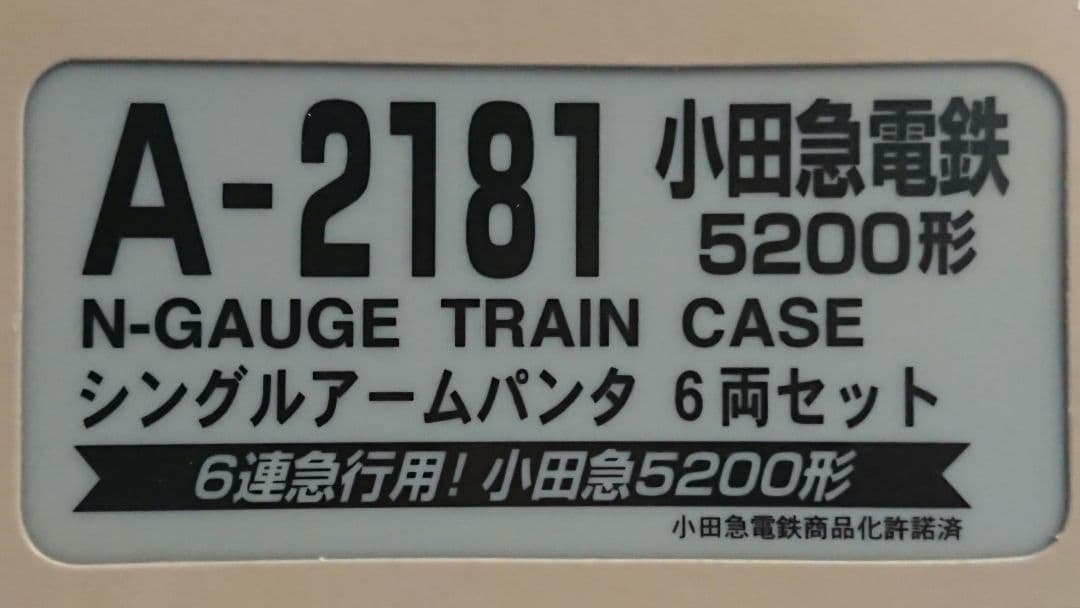 A-2181 小田急電鉄
5200形
N-GAUGE TRAIN CASE
シングルアームパンタ 6両セット
6連急行用! 小田急5200形
小田急電鉄商品化許諾済